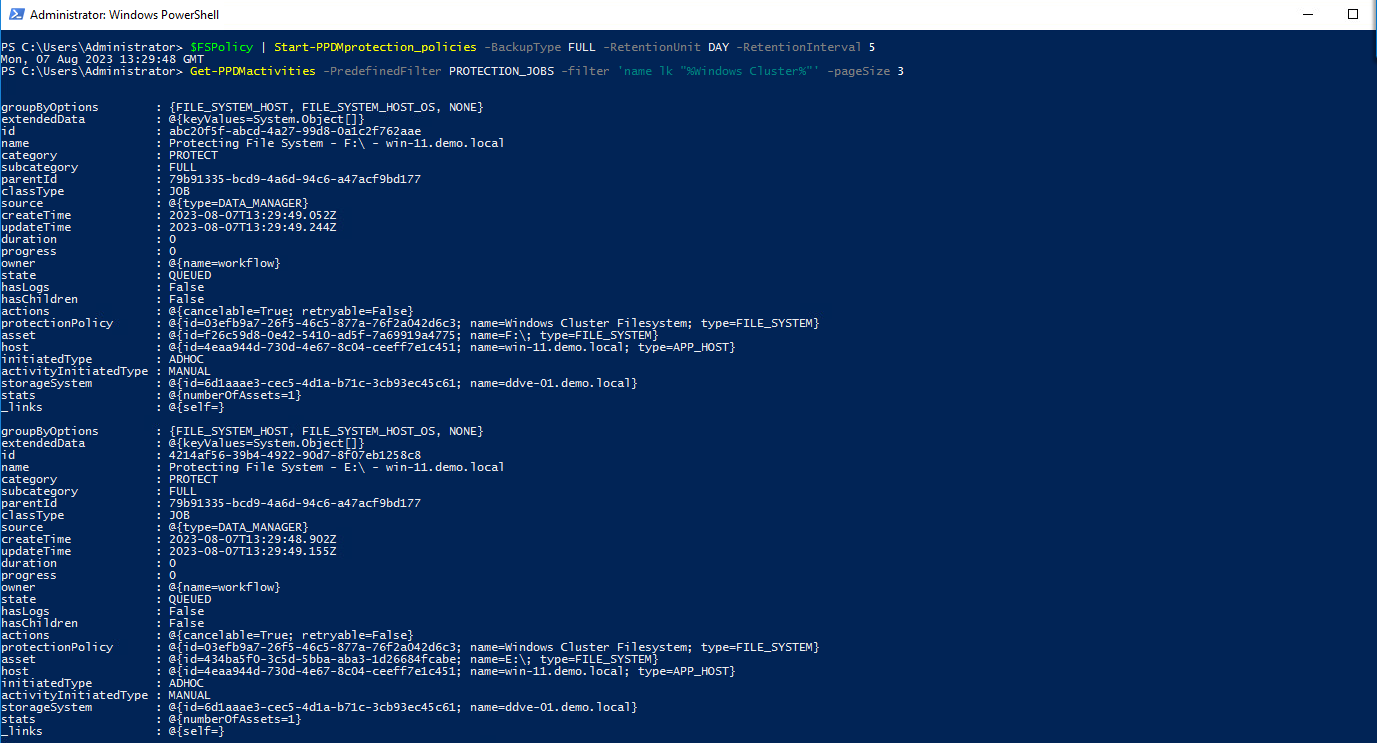 Administrator: Windows PowerShell
PS C:\Users\Administrator> $FSPolicy | Start-PPDMprotection_policies -BackupType FULL -RetentionUnit DAY -RetentionInterval 5
Mon, 07 Aug 2023 13:29:48 GMT
PS C:\Users\Administrator> Get-PPDMactivities -PredefinedFilter PROTECTION_JOBS -filter 'name lk "%Windows Cluster%"' -pageSize 3
groupByOptions : {FILE_SYSTEM_HOST, FILE_SYSTEM_HOST_OS, NONE}
extendedData : @{keyValues=System.Object[]}
id : abc20f5f-abcd-4a27-99d8-0a1c2f762aae
name : Protecting File System - F:\ - win-11.demo.local
category : PROTECT
subcategory : FULL
parentId : 79b91335-bcd9-4a6d-94c6-a47acf9bd177
classType : JOB
source : @{type=DATA_MANAGER}
createTime : 2023-08-07T13:29:49.052Z
updateTime : 2023-08-07T13:29:49.244Z
duration : 0
progress : 0
owner : @{name=workflow}
state : QUEUED
hasLogs : False
hasChildren : False
actions : @{cancelable=True; retryable=False}
protectionPolicy : @{id=03efb9a7-26f5-46c5-877a-76f2a042d6c3; name=Windows Cluster Filesystem; type=FILE_SYSTEM}
asset : @{id=f26c59d8-0e42-5410-ad5f-7a69919a4775; name=F:\; type=FILE_SYSTEM}
host : @{id=4eaa944d-730d-4e67-8c04-ceeff7e1c451; name=win-11.demo.local; type=APP_HOST}
initiatedType : ADHOC
activityInitiatedType : MANUAL
storageSystem : @{id=6d1aaae3-cec5-4d1a-b71c-3cb93ec45c61; name=ddve-01.demo.local}
stats : @{numberOfAssets=1}
_links : @{self=}
groupByOptions : {FILE_SYSTEM_HOST, FILE_SYSTEM_HOST_OS, NONE}
extendedData : @{keyValues=System.Object[]}
id : 4214af56-39b4-4922-90d7-8f07eb1258c8
name : Protecting File System - E:\ - win-11.demo.local
category : PROTECT
subcategory : FULL
parentId : 79b91335-bcd9-4a6d-94c6-a47acf9bd177
classType : JOB
source : @{type=DATA_MANAGER}
createTime : 2023-08-07T13:29:48.902Z
updateTime : 2023-08-07T13:29:49.155Z
duration : 0
progress : 0
owner : @{name=workflow}
state : QUEUED
hasLogs : False
hasChildren : False
actions : @{cancelable=True; retryable=False}
protectionPolicy : @{id=03efb9a7-26f5-46c5-877a-76f2a042d6c3; name=Windows Cluster Filesystem; type=FILE_SYSTEM}
asset : @{id=434ba5f0-3c5d-5bba-aba3-1d26684fcabe; name=E:\; type=FILE_SYSTEM}
host : @{id=4eaa944d-730d-4e67-8c04-ceeff7e1c451; name=win-11.demo.local; type=APP_HOST}
initiatedType : ADHOC
activityInitiatedType : MANUAL
storageSystem : @{id=6d1aaae3-cec5-4d1a-b71c-3cb93ec45c61; name=ddve-01.demo.local}
stats : @{numberOfAssets=1}
_links : @{self=}